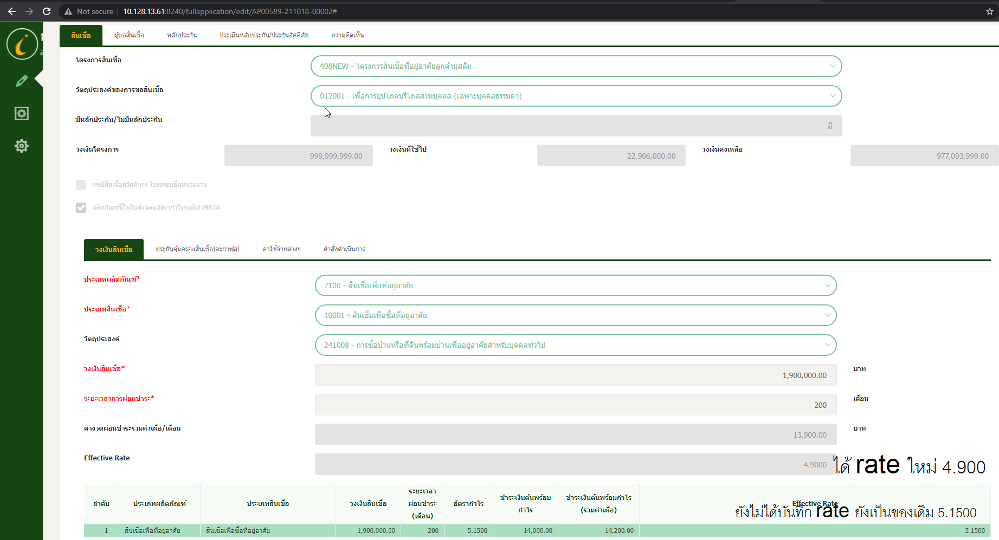 Not secure | 10.128.13.61:8240/fullapplication/edit/AP00589-211018-00002#
สินเชื่อ ผู้ขอสินเชื่อ หลักประกัน ประเมินหลักประกัน/ประกันอัคคีภัย ความคิดเห็น
โครงการสินเชื่อ 408NEW - โครงการสินเชื่อที่อยู่อาศัยลูกค้ามุสลิม
วัตถุประสงค์ของการขอสินเชื่อ 012001 - เพื่อการอุปโภคบริโภคส่วนบุคคล (เฉพาะบุคคลธรรมดา)
มีหลักประกัน/ไม่มีหลักประกัน มี
วงเงินโครงการ 999,999,999.00 วงเงินที่ใช้ไป 22,906,000.00 วงเงินคงเหลือ 977,093,999.00
กรณีสินเชื่อสวัสดิการ โปรดระบุชื่อหน่วยงาน
ผลิตภัณฑ์นี้ได้รับส่วนลดอัตรากำไรกรณีทำMRTA
วงเงินสินเชื่อ ประกันคุ้มครองสินเชื่อ(ตะกาฟุล) ค่าใช้จ่ายต่างๆ คำสั่งดำเนินการ
ประเภทผลิตภัณฑ์* 7100 - สินเชื่อเพื่อที่อยู่อาศัย
ประเภทสินเชื่อ* 10001 - สินเชื่อเพื่อซื้อที่อยู่อาศัย
วัตถุประสงค์ 241008 - การซื้อบ้านหรือที่ดินพร้อมบ้านเพื่ออยู่อาศัยสำหรับบุคคลทั่วไป
วงเงินสินเชื่อ* 1,900,000.00 บาท
ระยะเวลาการผ่อนชำระ* 200 เดือน
ค่างวดผ่อนชำระรวมค่าเผื่อ/เดือน 13,900.00 บาท
Effective Rate 4.9000 ได้ rate ใหม่ 4.900
ลำดับ ประเภทผลิตภัณฑ์ ประเภทสินเชื่อ วงเงินสินเชื่อ ระยะเวลาผ่อนชำระ (เดือน) อัตรากำไร ชำระเงินต้นพร้อมกำไร ชำระเงินต้นพร้อมกำไร (รวมค่าเผื่อ) Effective Rate
ยังไม่ได้บันทึก rate ยังเป็นของเดิม 5.1500
1 สินเชื่อเพื่อที่อยู่อาศัย สินเชื่อเพื่อซื้อที่อยู่อาศัย 1,900,000.00 200 5.1500 14,000.00 14,200.00 5.1500